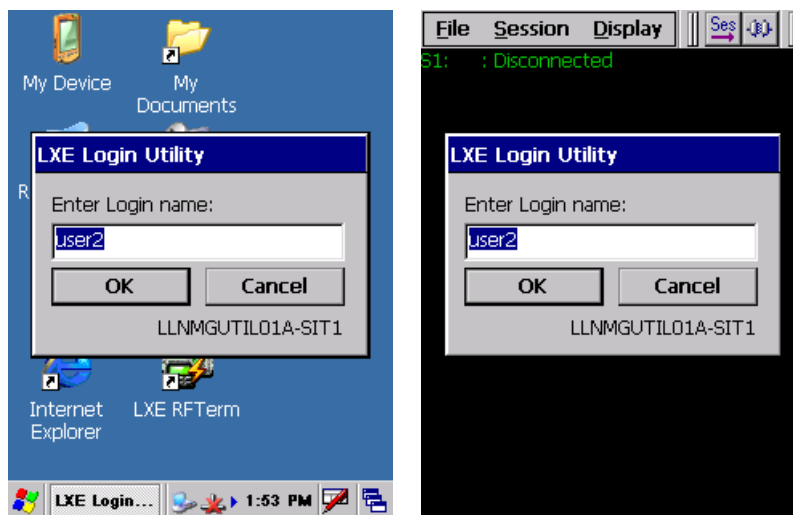 My Device
My
Documents
R
LXE Login Utility
Enter Login name:
user2
OK Cancel
LLNMGUTIL01A-SIT1
Internet
Explorer
LXE RFTerm
LXE Login... 1:53 PM
File Session Display Ses
S1: : Disconnected
LXE Login Utility
Enter Login name:
user2
OK Cancel
LLNMGUTIL01A-SIT1